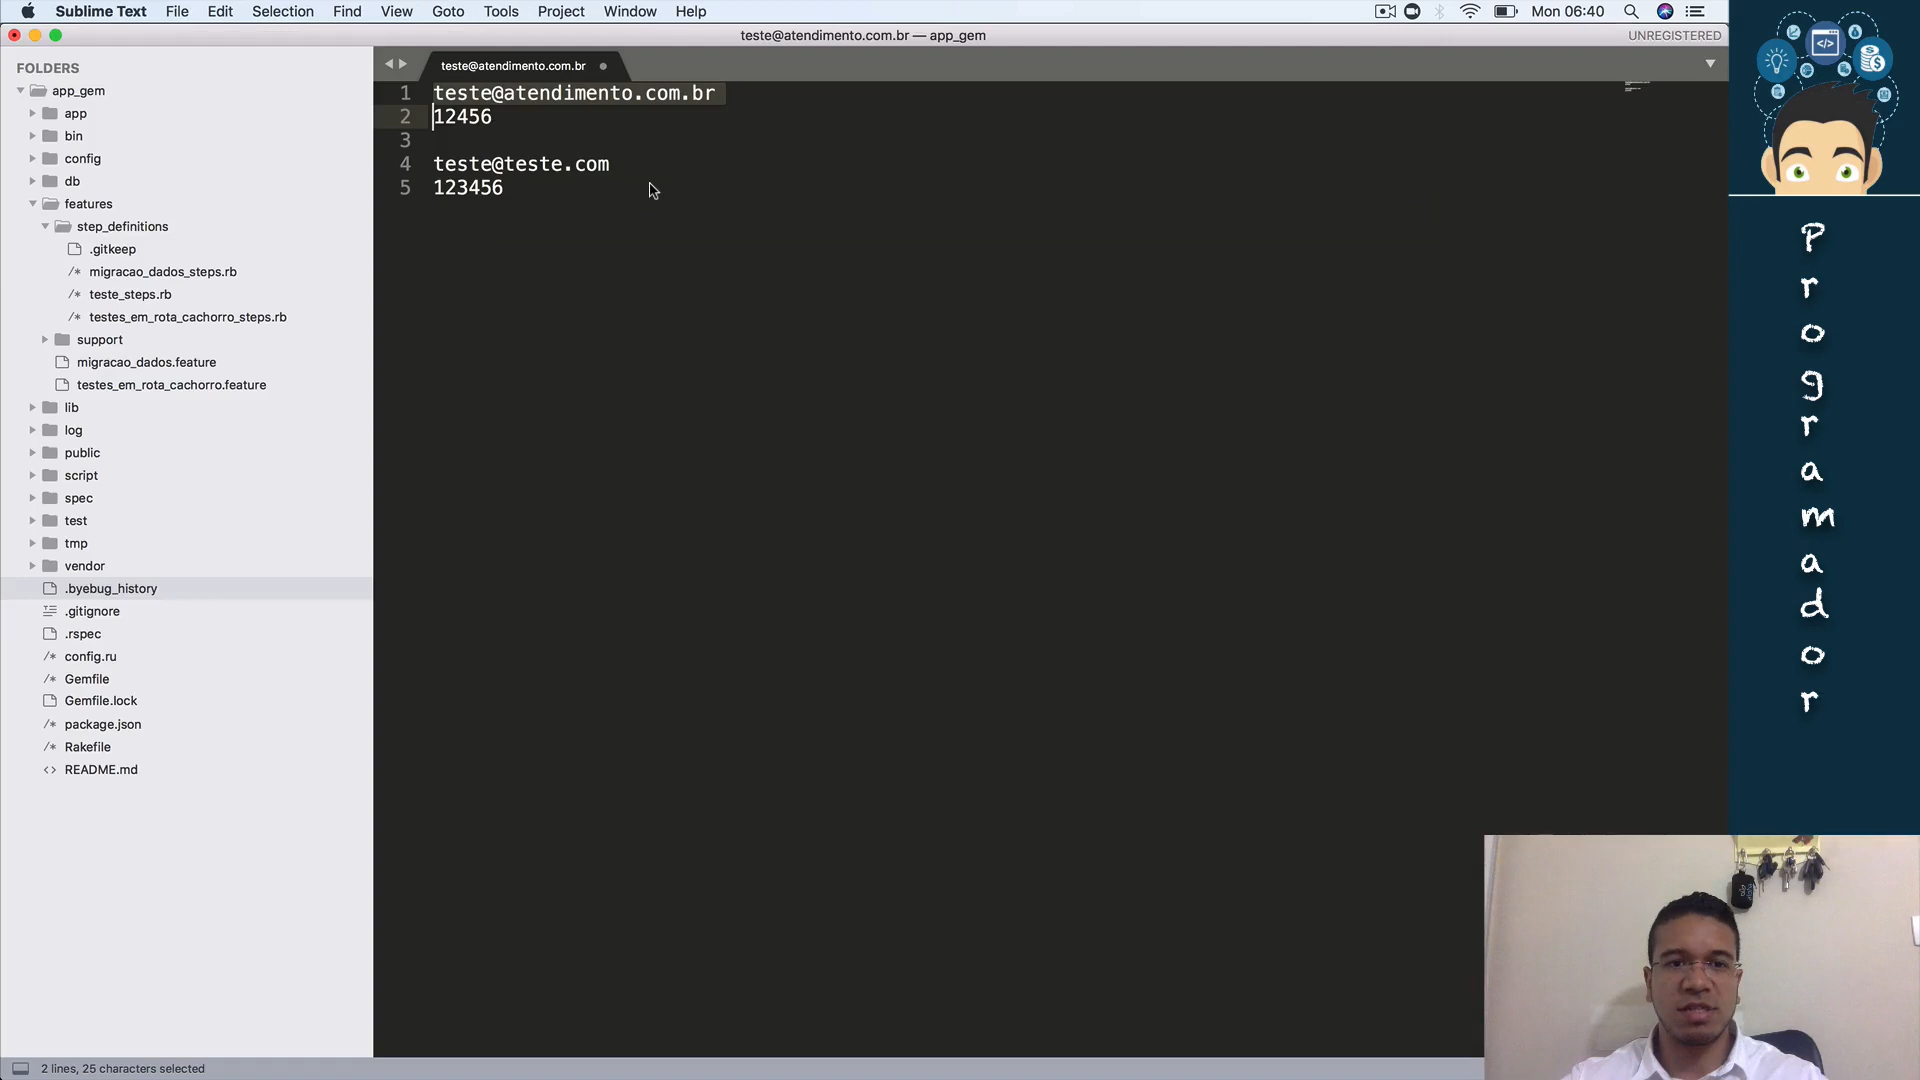 Sublime Text File Edit Selection Find View Goto Tools Project Window Help Mon 06:40
teste@atendimento.com.br — app_gem UNREGISTERED
FOLDERS
app_gem
app
bin
config
db
features
step_definitions
.gitkeep
/* migracao_dados_steps.rb
/* teste_steps.rb
/* testes_em_rota_cachorro_steps.rb
support
migracao_dados.feature
testes_em_rota_cachorro.feature
lib
log
public
script
spec
test
tmp
vendor
.byebug_history
.gitignore
.rspec
/* config.ru
/* Gemfile
Gemfile.lock
/* package.json
/* Rakefile
<> README.md
teste@atendimento.com.br
1 teste@atendimento.com.br
2 12456
3
4 teste@teste.com
5 123456
2 lines, 25 characters selected
</>
P
r
o
g
r
a
m
a
d
o
r